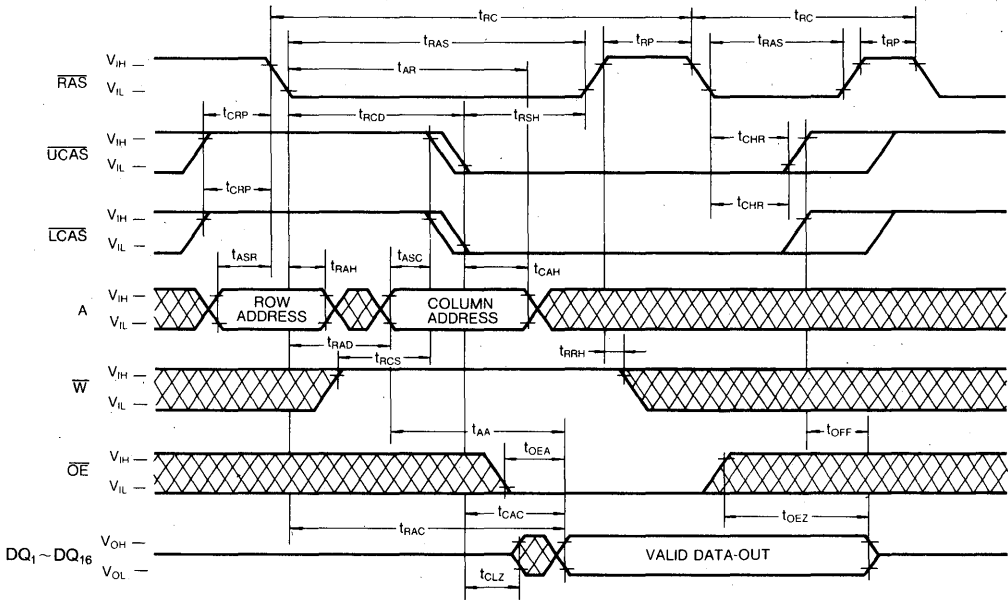 tRC tRC
tRAS tRP tRAS tRP
tAR
RAS VIH
VIL
tCRP tRCD tRSH
UCAS VIH
VIL
tCHR
tCRP
LCAS VIH
VIL
tCHR
tASR tRAH tASC tCAH
A VIH
VIL
ROW ADDRESS
COLUMN ADDRESS
tRAD
tRCS
tRRH
W VIH
VIL
tAA tOFF
tOEA
OE VIH
VIL
tCAC tOEZ
tRAC
DQ1~DQ16 VOH
VOL
VALID DATA-OUT
tCLZ